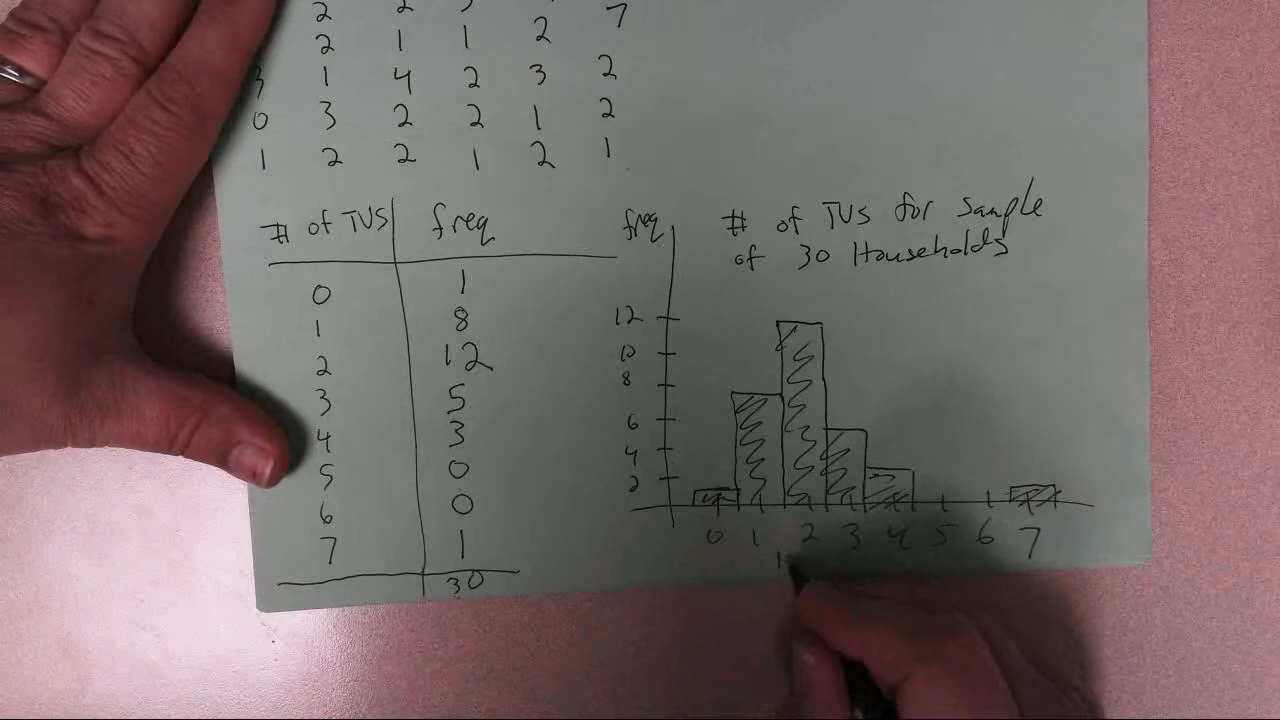 2 2 3 7
2 1 1 2
3 1 4 2 3 2
0 3 2 2 1 2
1 2 2 1 2 1
# of TVS freq
0 1
1 8
2 12
3 5
4 3
5 0
6 0
7 1
30
# of TVs for Sample
of 30 Households
freq
12
10
8
6
4
2
0 1 2 3 4 5 6 7